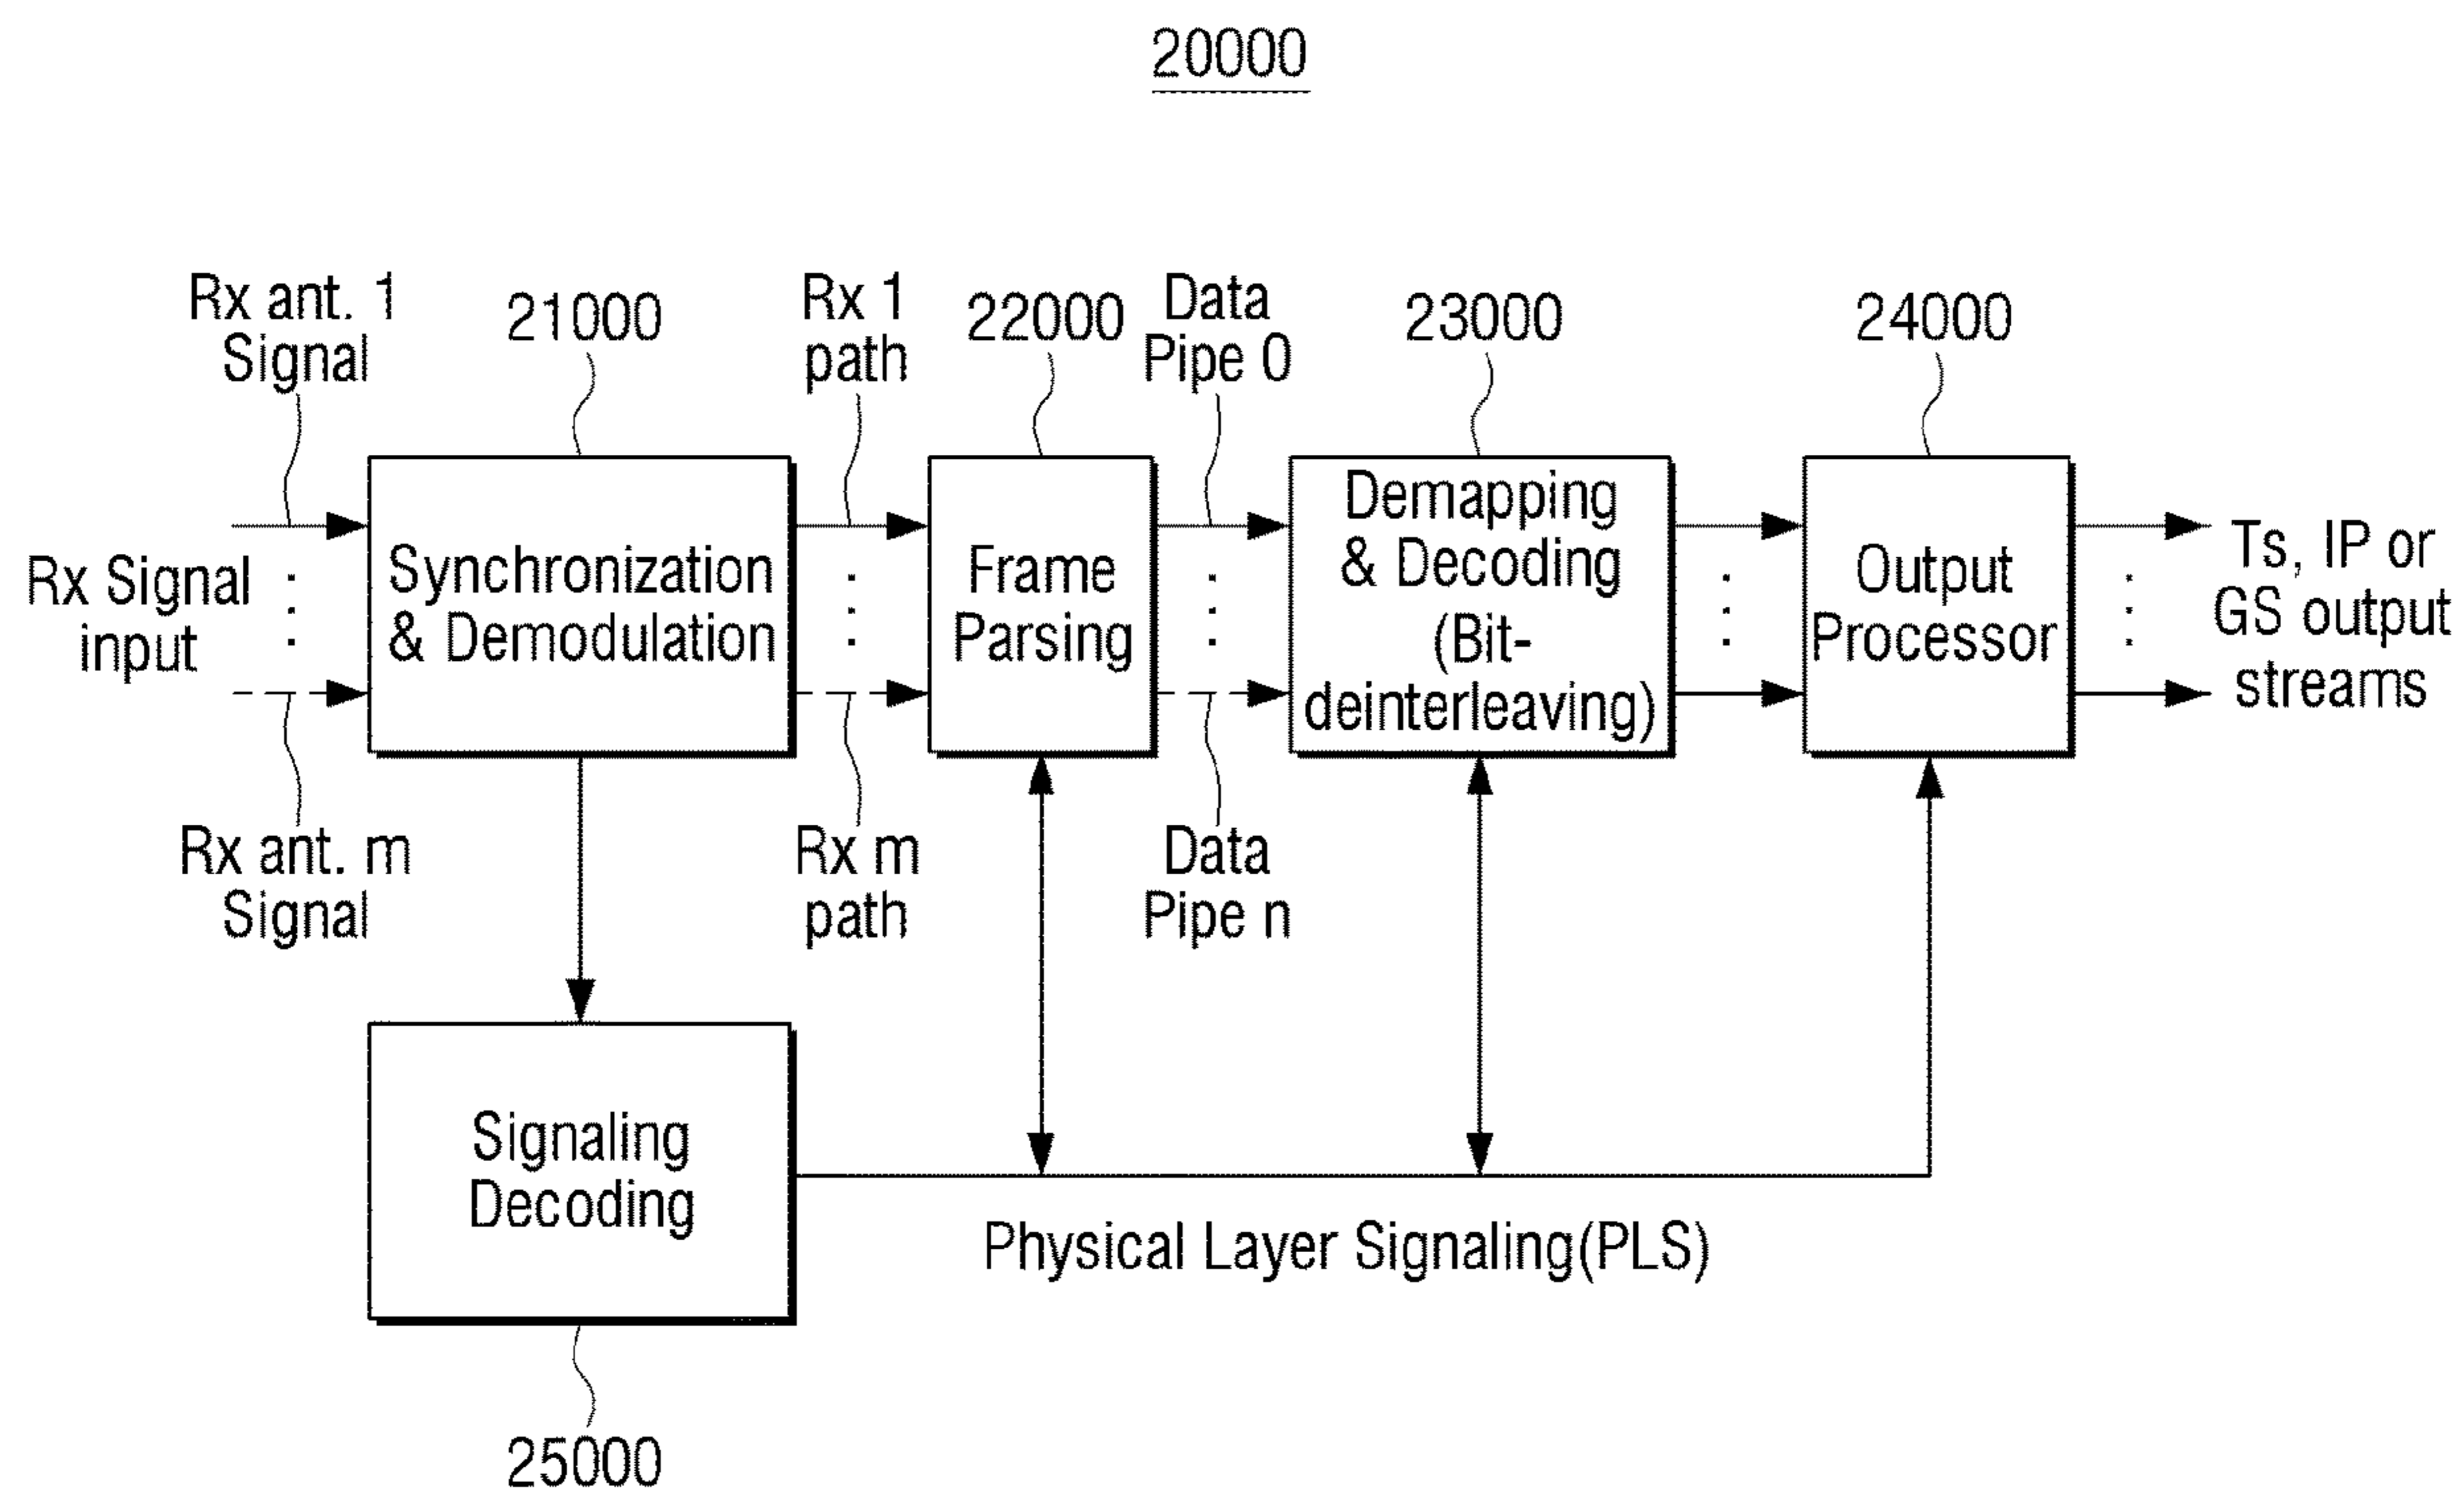 20000
Rx ant. 1
Signal
21000
Rx 1
path
22000
Data
Pipe 0
23000
24000
Rx Signal
input
Synchronization
& Demodulation
Frame
Parsing
Demapping
& Decoding
(Bit-
deinterleaving)
Output
Processor
Ts, IP or
GS output
streams
Rx ant. m
Signal
Rx m
path
Data
Pipe n
Signaling
Decoding
Physical Layer Signaling(PLS)
25000